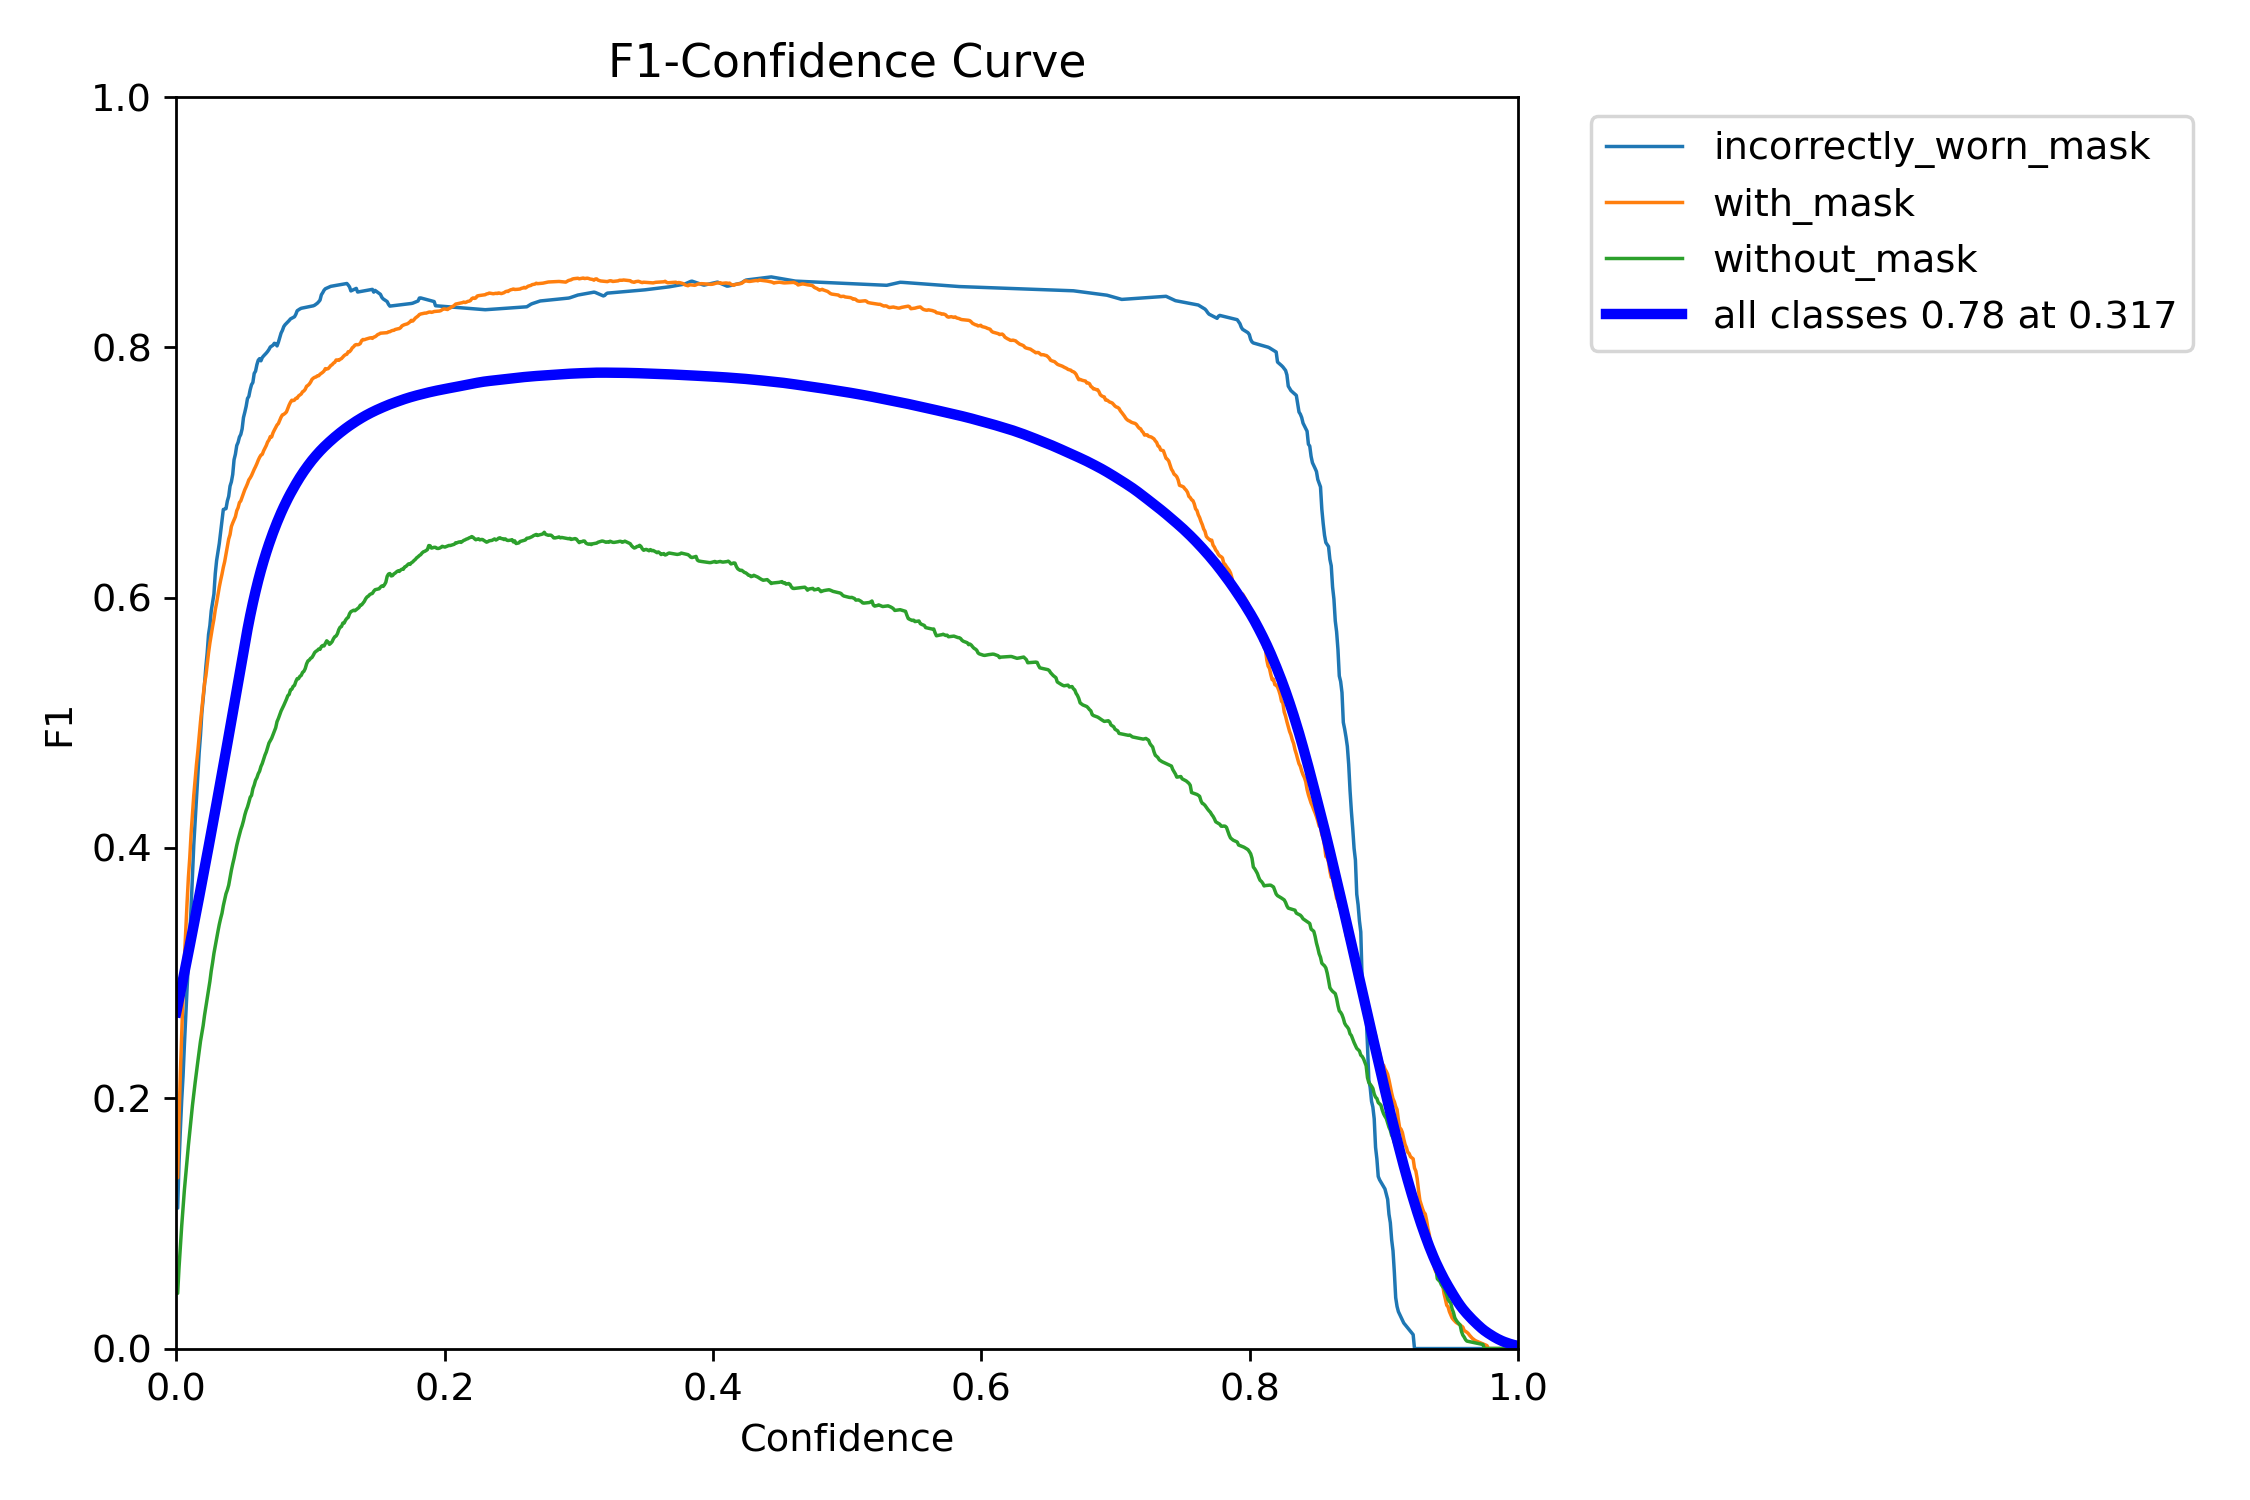 F1-Confidence Curve
incorrectly_worn_mask
with_mask
without_mask
all classes 0.78 at 0.317
F1
1.0
0.8
0.6
0.4
0.2
0.0
0.0 0.2 0.4 0.6 0.8 1.0
Confidence